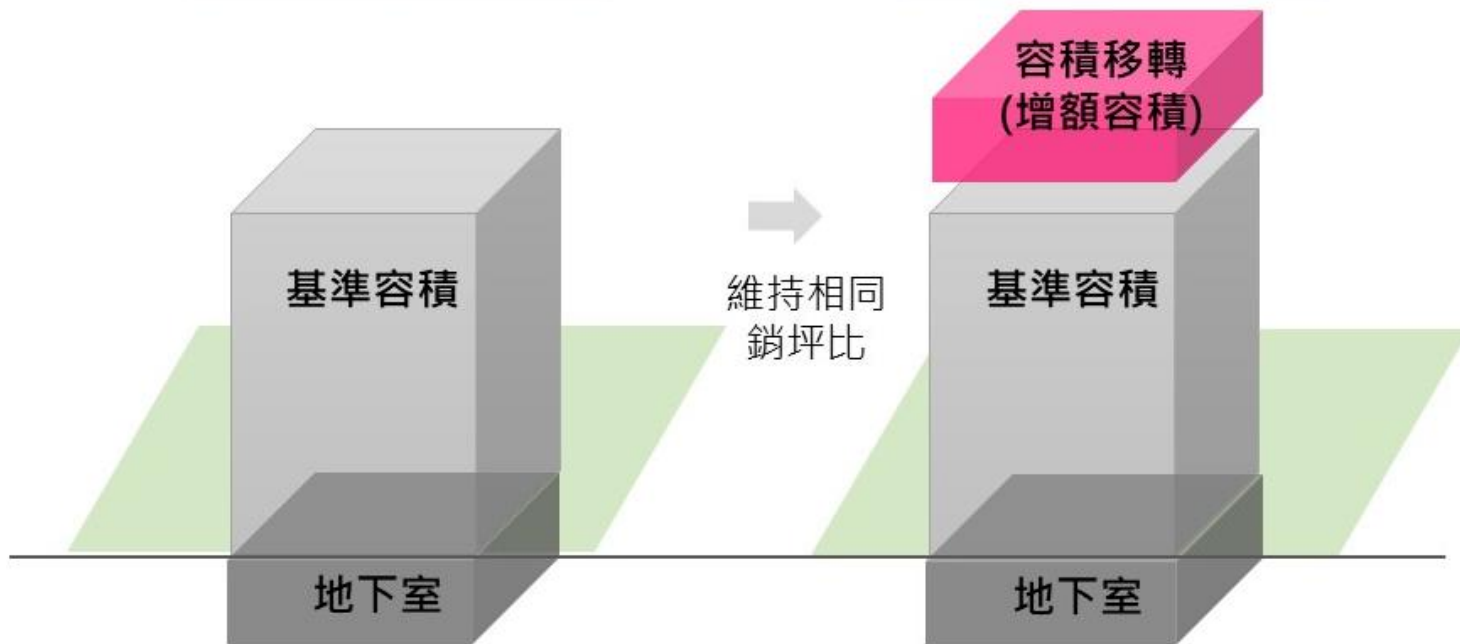 容積移轉
(增額容積)
基準容積
維持相同
銷坪比
基準容積
地下室
地下室